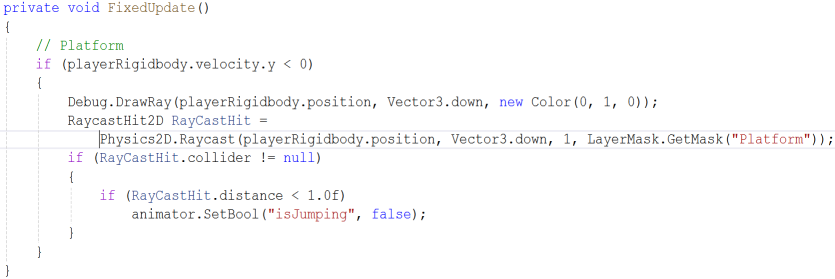 private void FixedUpdate()
{
    // Platform
    if (playerRigidbody.velocity.y < 0)
    {
        Debug.DrawRay(playerRigidbody.position, Vector3.down, new Color(0, 1, 0));
        RaycastHit2D RayCastHit =
            Physics2D.Raycast(playerRigidbody.position, Vector3.down, 1, LayerMask.GetMask("Platform"));
        if (RayCastHit.collider != null)
        {
            if (RayCastHit.distance < 1.0f)
                animator.SetBool("isJumping", false);
        }
    }
}